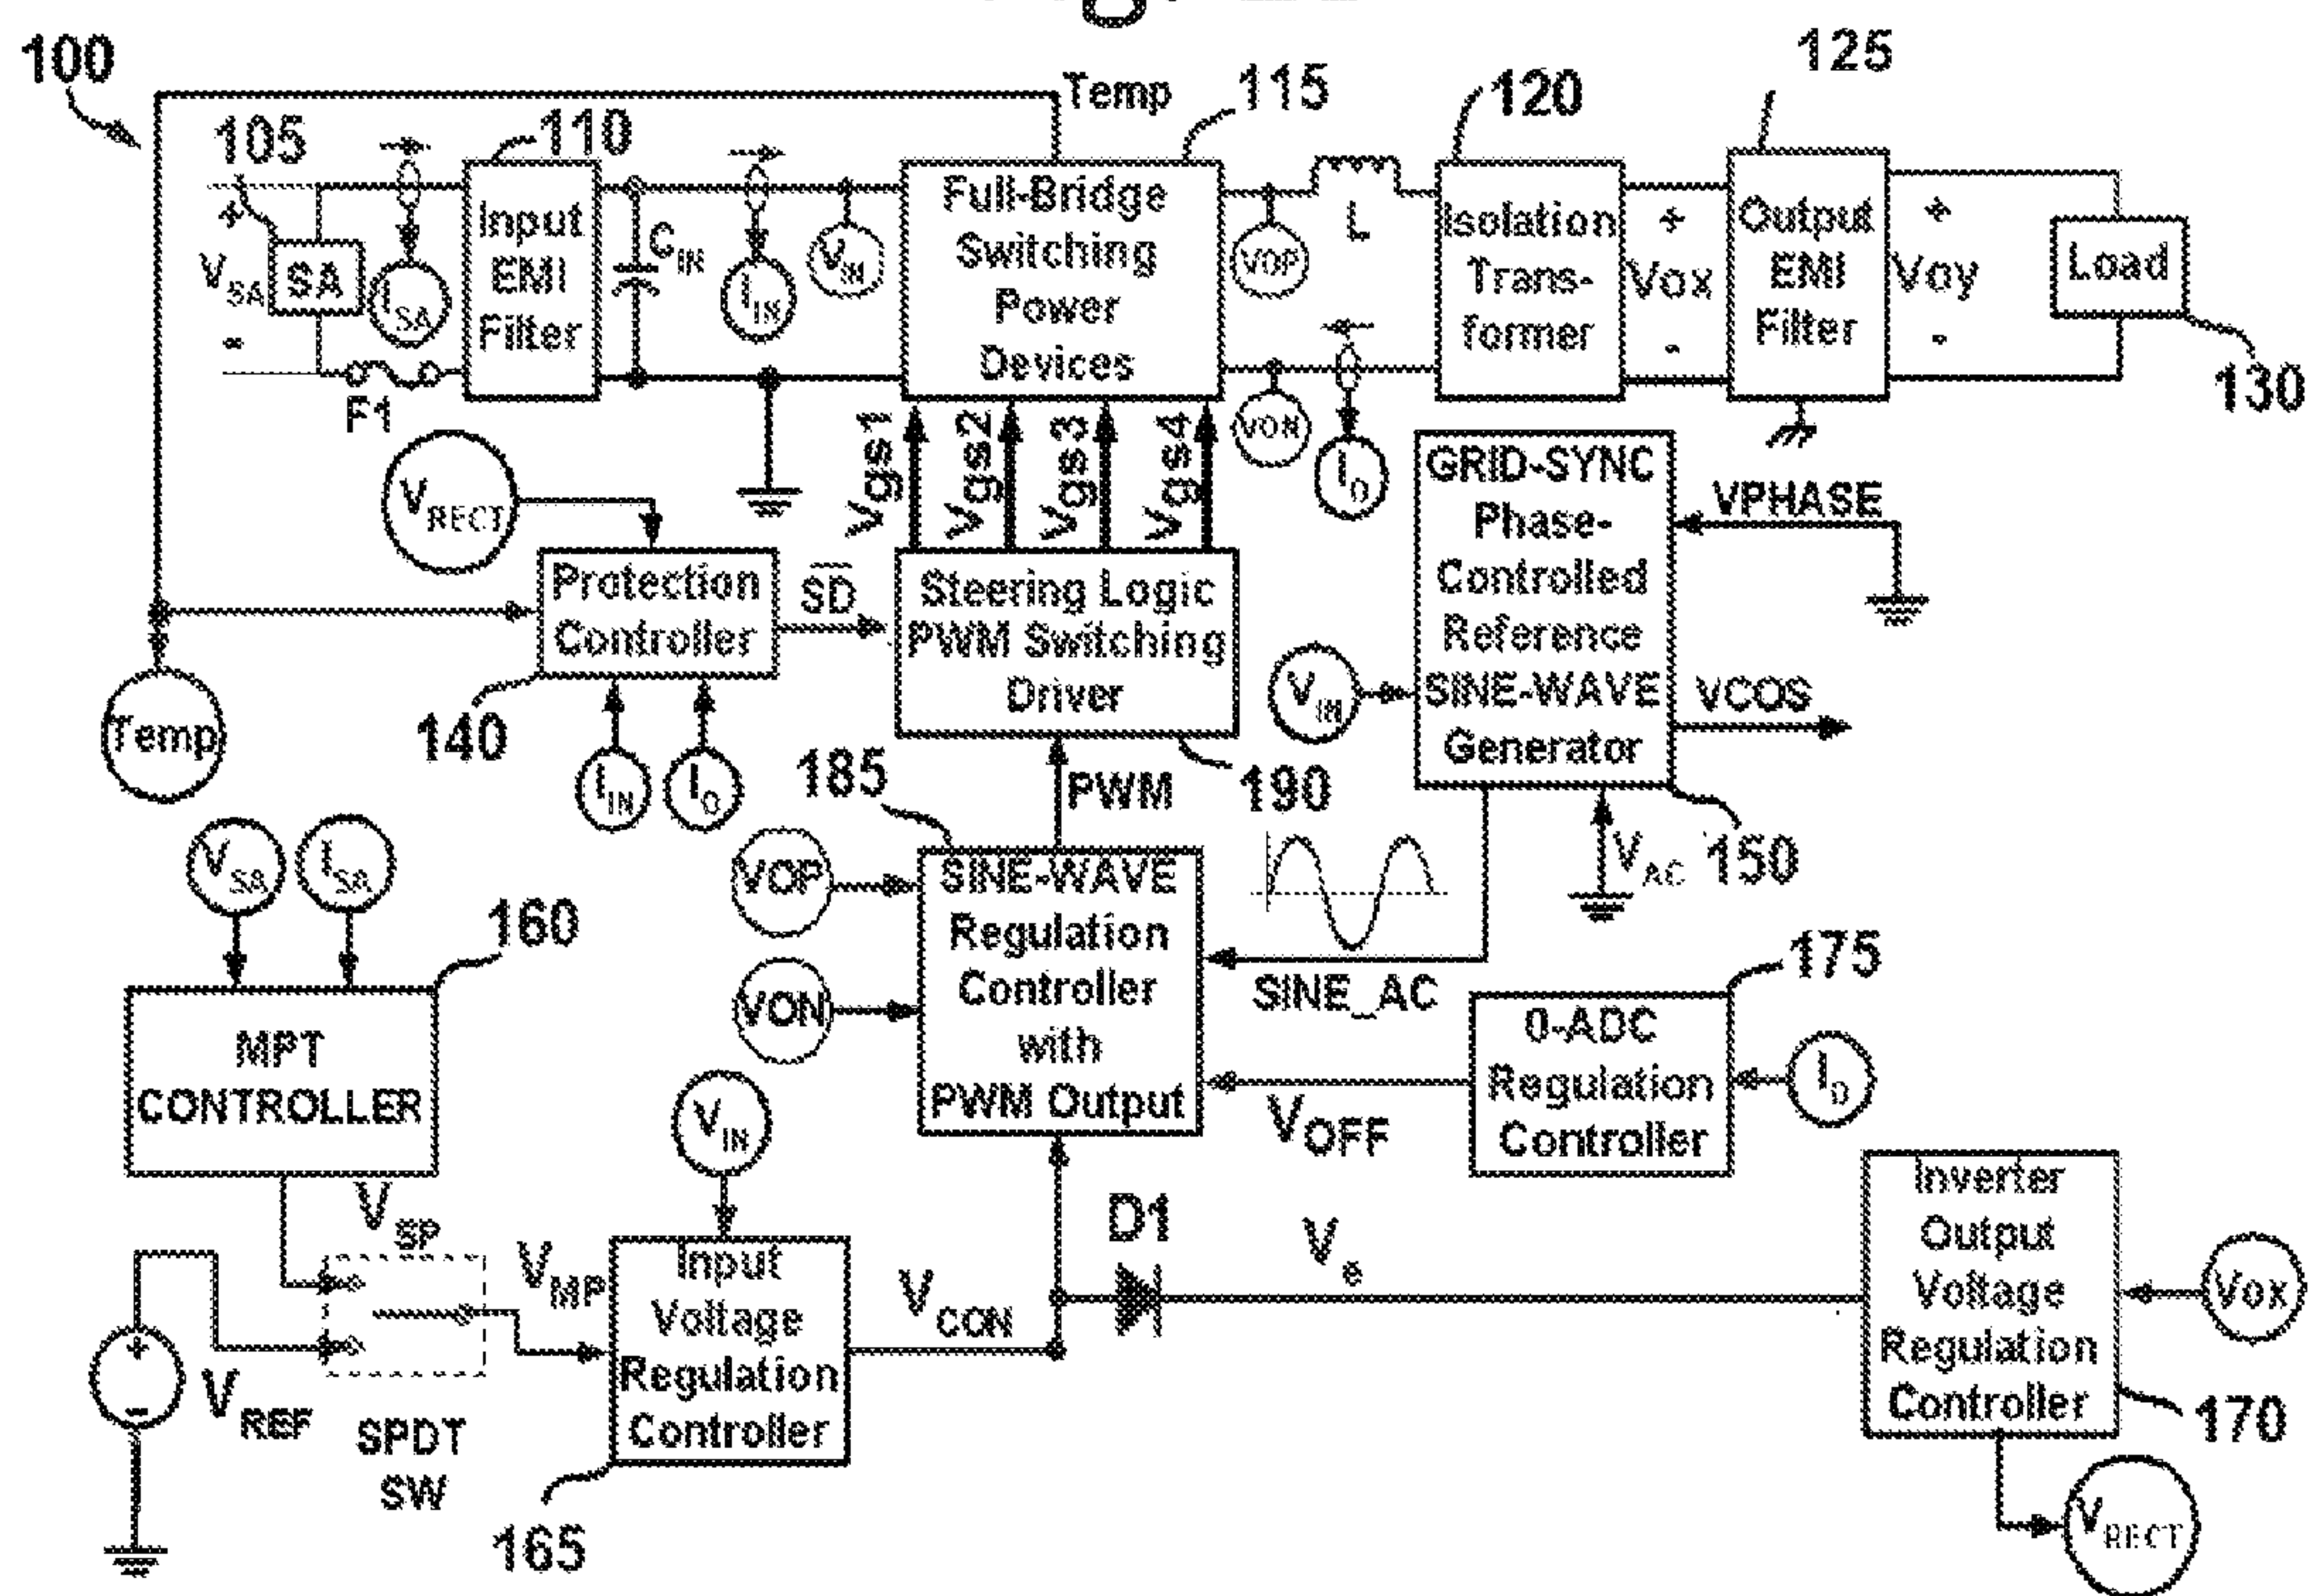 100
Temp
115
120
125
105
110
+
V_SA
-
SA
I_SA
F1
Input
EMI
Filter
C_IN
I_IN
V_IN
Full-Bridge
Switching
Power
Devices
VOP
VON
L
I_O
Isolation
Trans-
former
+
Vox
-
Output
EMI
Filter
+
Voy
-
Load
130
V_RECT
Vgs1
Vgs2
Vgs3
Vgs4
Protection
Controller
SD
Steering Logic
PWM Switching
Driver
GRID-SYNC
Phase-
Controlled
Reference
SINE-WAVE
Generator
VPHASE
V_IN
VCOS
Temp
140
I_IN
I_O
185
PWM
190
V_AC
150
V_SA
I_SA
160
MPT
CONTROLLER
VOP
VON
SINE-WAVE
Regulation
Controller
with
PWM Output
SINE_AC
175
0-ADC
Regulation
Controller
I_O
V_OFF
V_IN
V_SP
V_MP
+
-
V_REF
SPDT
SW
Input
Voltage
Regulation
Controller
165
V_CON
D1
V_e
Inverter
Output
Voltage
Regulation
Controller
Vox
170
V_RECT